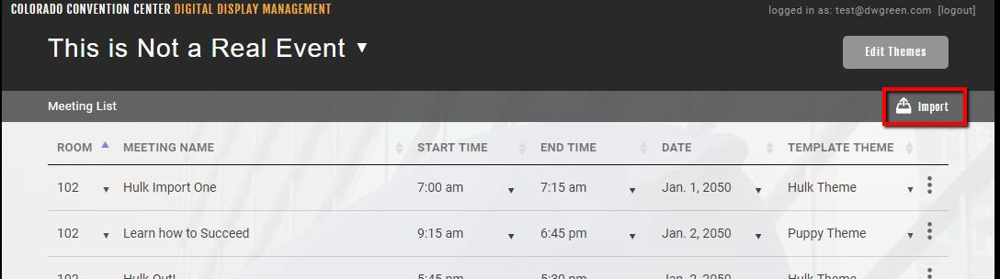 COLORADO CONVENTION CENTER DIGITAL DISPLAY MANAGEMENT logged in as: test@dwgreen.com [logout]
This is Not a Real Event Edit Themes
Meeting List Import
ROOM MEETING NAME START TIME END TIME DATE TEMPLATE THEME
102 Hulk Import One 7:00 am 7:15 am Jan. 1, 2050 Hulk Theme
102 Learn how to Succeed 9:15 am 6:45 pm Jan. 2, 2050 Puppy Theme
102 Hulk Out! 5:45 pm 5:30 pm Jan. 3, 2050 Hulk Theme